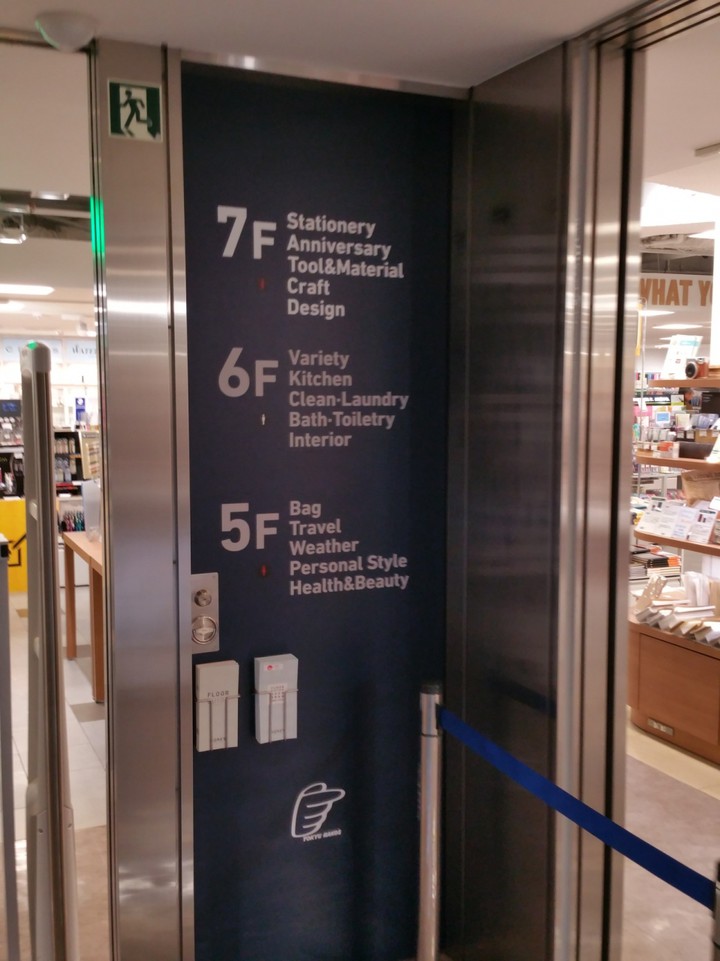 7F
Stationery
Anniversary
Tool&Material
Craft
Design
6F
Variety
Kitchen
Clean·Laundry
Bath·Toiletry
Interior
5F
Bag
Travel
Weather
Personal Style
Health&Beauty
FLOOR
TOKYU HANDS
WHAT